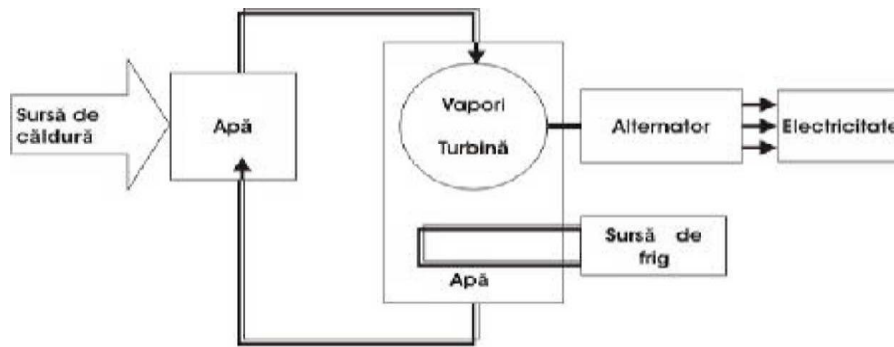 Sursă de
căldură
Apă
Vapori
Turbină
Alternator
Electricitate
Sursă de
frig
Apă